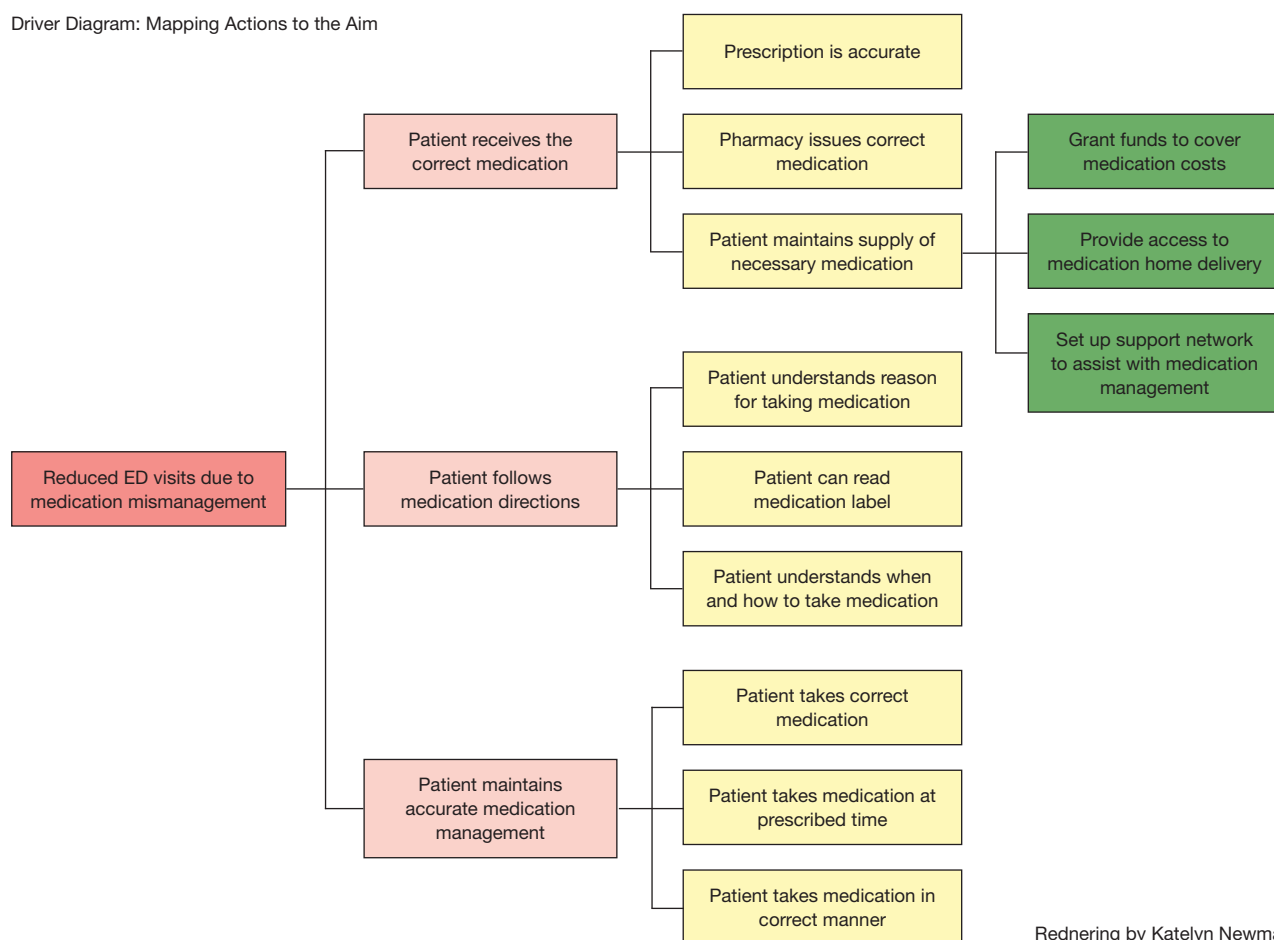 Driver Diagram: Mapping Actions to the Aim
Prescription is accurate
Patient receives the
correct medication
Pharmacy issues correct
medication
Grant funds to cover
medication costs
Patient maintains supply of
necessary medication
Provide access to
medication home delivery
Set up support network
to assist with medication
management
Patient understands reason
for taking medication
Reduced ED visits due to
medication mismanagement
Patient follows
medication directions
Patient can read
medication label
Patient understands when
and how to take medication
Patient takes correct
medication
Patient maintains
accurate medication
management
Patient takes medication at
prescribed time
Patient takes medication in
correct manner
Rednering by Katelyn Newma